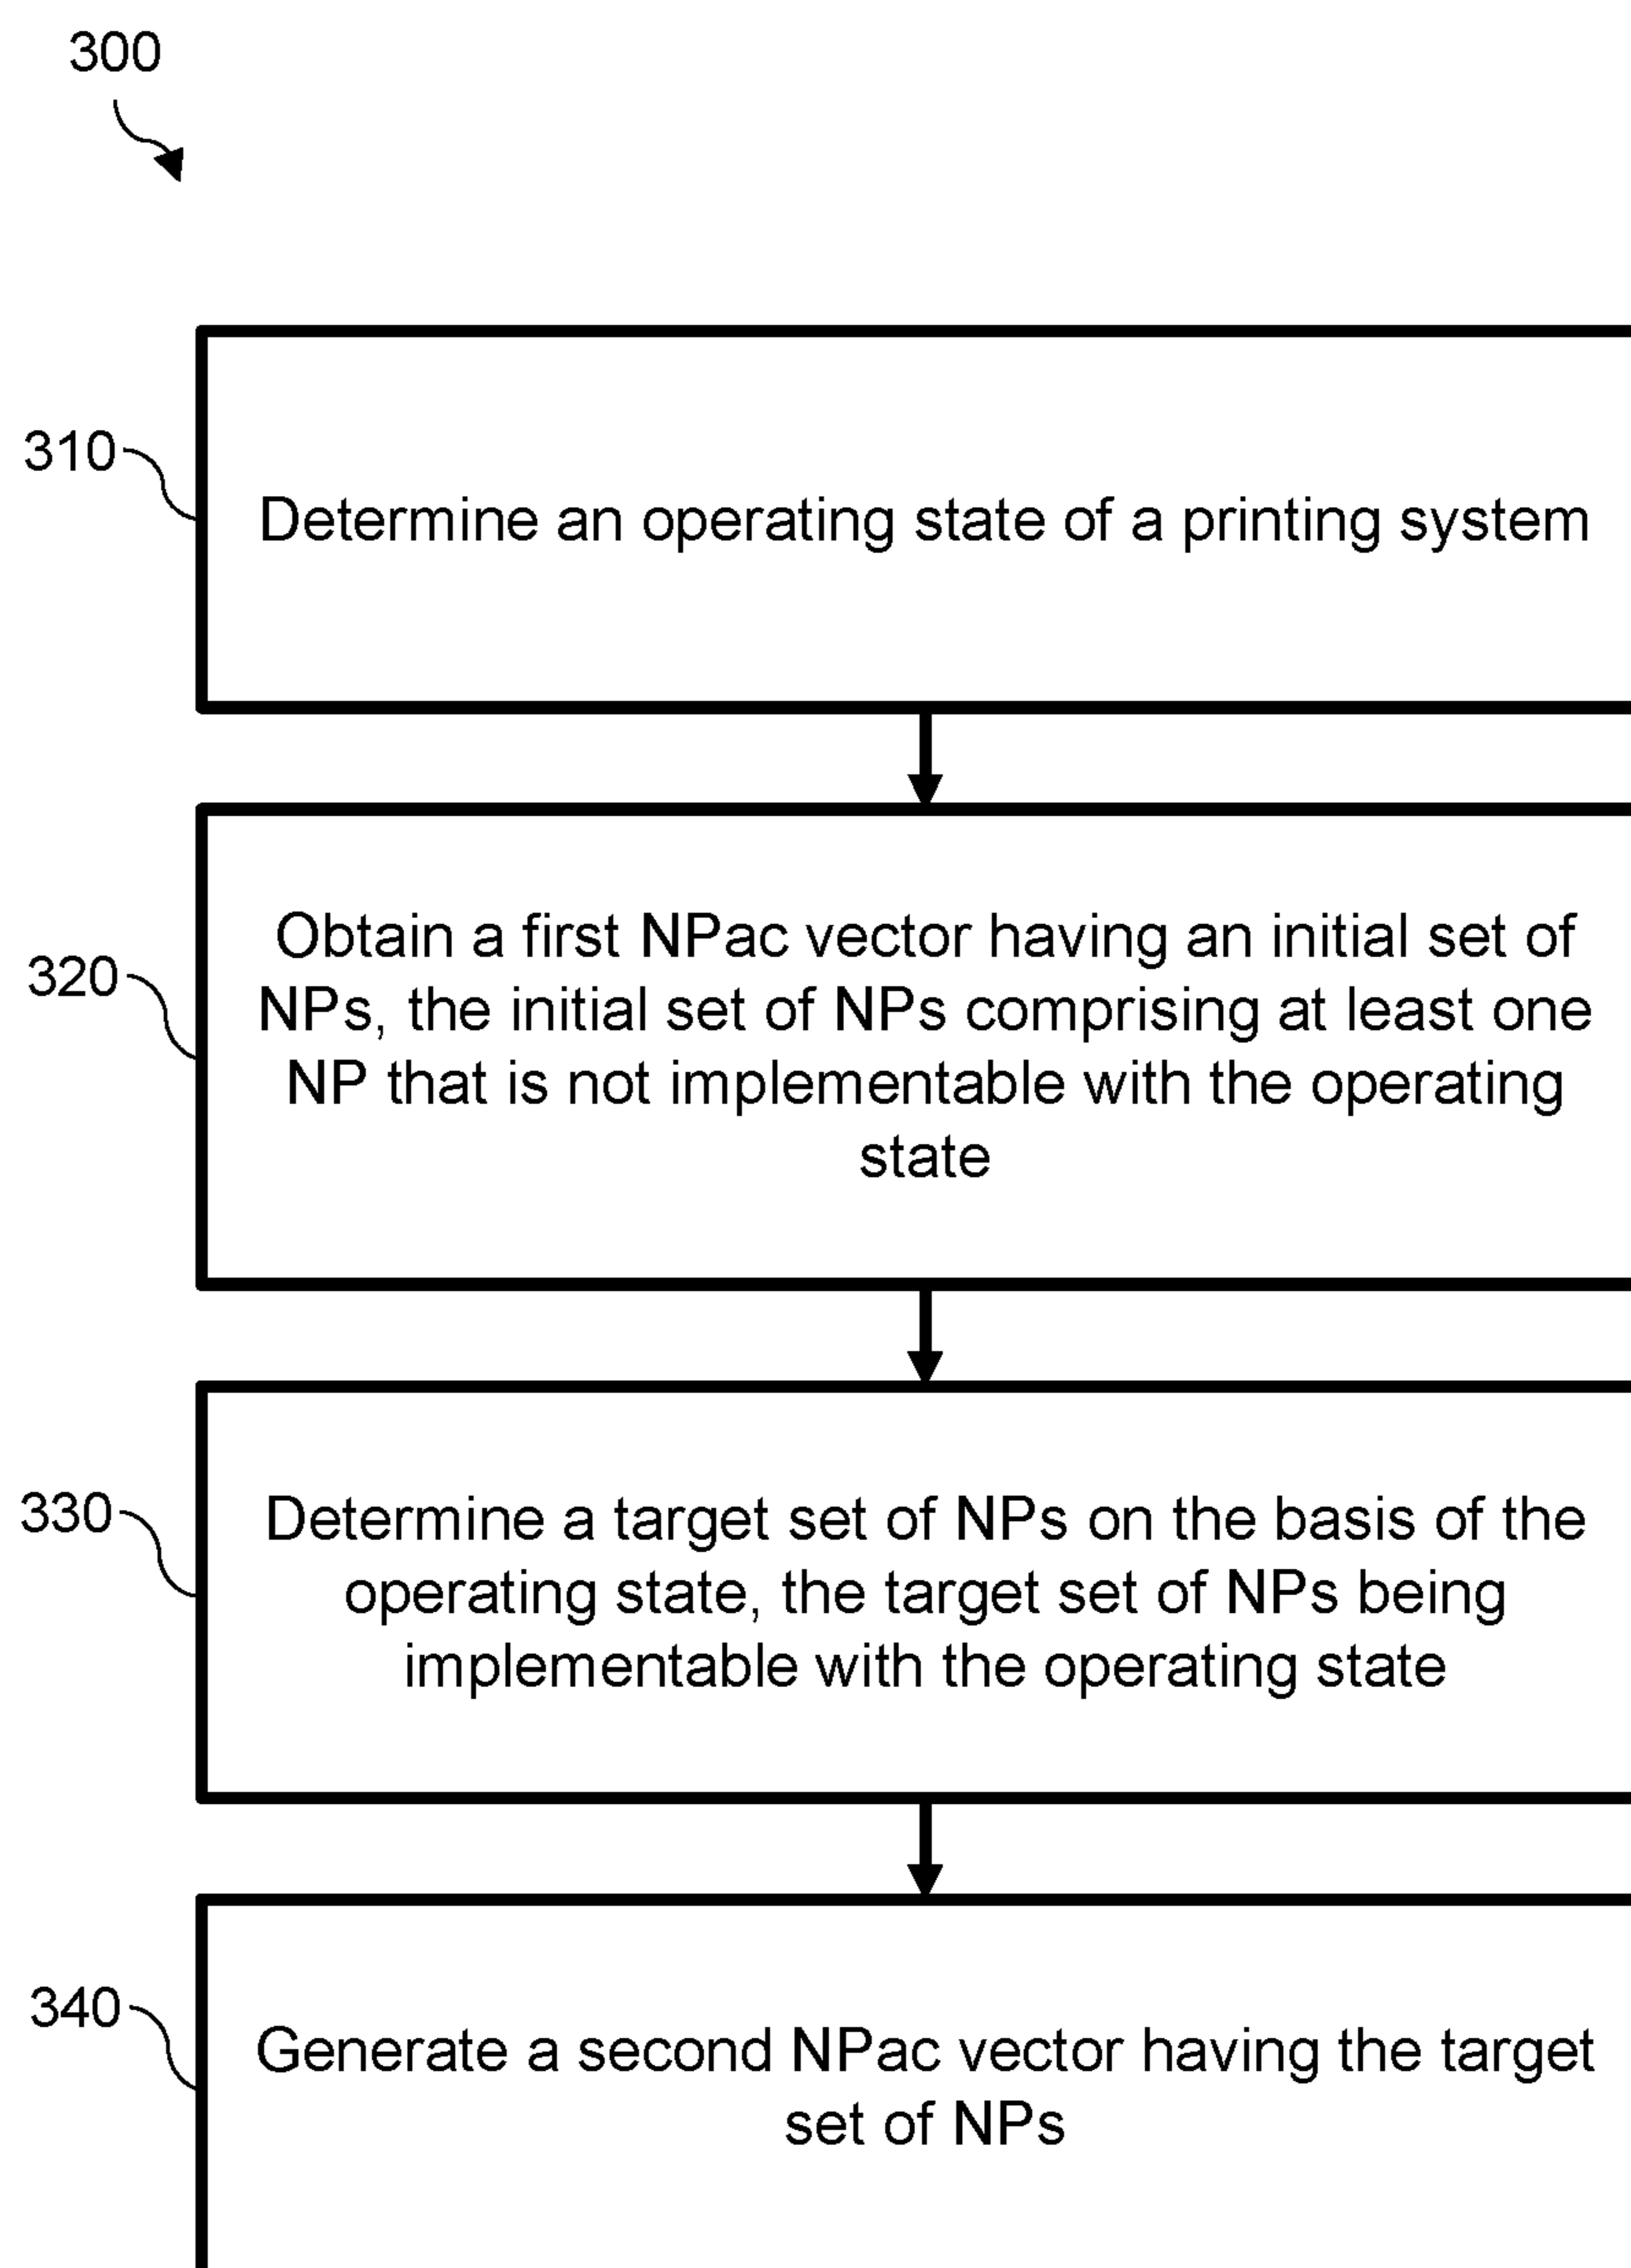 300
310
Determine an operating state of a printing system
320
Obtain a first NPac vector having an initial set of
NPs, the initial set of NPs comprising at least one
NP that is not implementable with the operating
state
330
Determine a target set of NPs on the basis of the
operating state, the target set of NPs being
implementable with the operating state
340
Generate a second NPac vector having the target
set of NPs